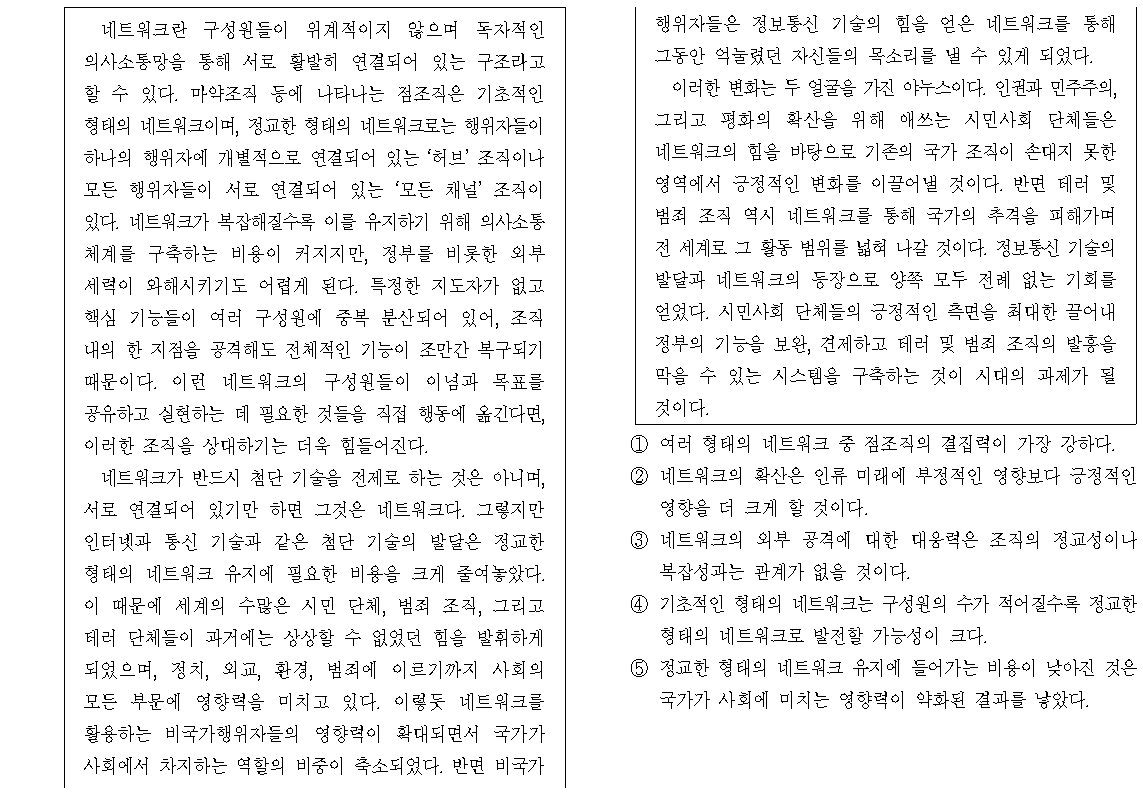 네트워크란 구성원들이 위계적이지 않으며 독자적인
의사소통망을 통해 서로 활발히 연결되어 있는 구조라고
할 수 있다. 마약조직 등에 나타나는 점조직은 기초적인
형태의 네트워크이며, 정교한 형태의 네트워크로는 행위자들이
하나의 행위자에 개별적으로 연결되어 있는 ‘허브’ 조직이나
모든 행위자들이 서로 연결되어 있는 ‘모든 채널’ 조직이
있다. 네트워크가 복잡해질수록 이를 유지하기 위해 의사소통
체계를 구축하는 비용이 커지지만, 정부를 비롯한 외부
세력이 와해시키기도 어렵게 된다. 특정한 지도자가 없고
핵심 기능들이 여러 구성원에 중복 분산되어 있어, 조직
내의 한 지점을 공격해도 전체적인 기능이 조만간 복구되기
때문이다. 이런 네트워크의 구성원들이 이념과 목표를
공유하고 실현하는 데 필요한 것들을 직접 행동에 옮긴다면,
이러한 조직을 상대하기는 더욱 힘들어진다.
네트워크가 반드시 첨단 기술을 전제로 하는 것은 아니며,
서로 연결되어 있기만 하면 그것은 네트워크다. 그렇지만
인터넷과 통신 기술과 같은 첨단 기술의 발달은 정교한
형태의 네트워크 유지에 필요한 비용을 크게 줄여놓았다.
이 때문에 세계의 수많은 시민 단체, 범죄 조직, 그리고
테러 단체들이 과거에는 상상할 수 없었던 힘을 발휘하게
되었으며, 정치, 외교, 환경, 범죄에 이르기까지 사회의
모든 부문에 영향력을 미치고 있다. 이렇듯 네트워크를
활용하는 비국가행위자들의 영향력이 확대되면서 국가가
사회에서 차지하는 역할의 비중이 축소되었다. 반면 비국가
행위자들은 정보통신 기술의 힘을 얻은 네트워크를 통해
그동안 억눌렸던 자신들의 목소리를 낼 수 있게 되었다.
이러한 변화는 두 얼굴을 가진 야누스이다. 인권과 민주주의,
그리고 평화의 확산을 위해 애쓰는 시민사회 단체들은
네트워크의 힘을 바탕으로 기존의 국가 조직이 손대지 못한
영역에서 긍정적인 변화를 이끌어낼 것이다. 반면 테러 및
범죄 조직 역시 네트워크를 통해 국가의 추격을 피해가며
전 세계로 그 활동 범위를 넓혀 나갈 것이다. 정보통신 기술의
발달과 네트워크의 등장으로 양쪽 모두 전례 없는 기회를
얻었다. 시민사회 단체들의 긍정적인 측면을 최대한 끌어내
정부의 기능을 보완, 견제하고 테러 및 범죄 조직의 발흥을
막을 수 있는 시스템을 구축하는 것이 시대의 과제가 될
것이다.
① 여러 형태의 네트워크 중 점조직의 결집력이 가장 강하다.
② 네트워크의 확산은 인류 미래에 부정적인 영향보다 긍정적인
영향을 더 크게 할 것이다.
③ 네트워크의 외부 공격에 대한 대응력은 조직의 정교성이나
복잡성과는 관계가 없을 것이다.
④ 기초적인 형태의 네트워크는 구성원의 수가 적어질수록 정교한
형태의 네트워크로 발전할 가능성이 크다.
⑤ 정교한 형태의 네트워크 유지에 들어가는 비용이 낮아진 것은
국가가 사회에 미치는 영향력이 약화된 결과를 낳았다.